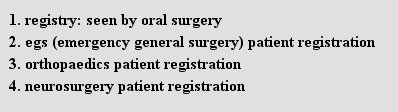 1. registry: seen by oral surgery
2. egs (emergency general surgery) patient registration
3. orthopaedics patient registration
4. neurosurgery patient registration